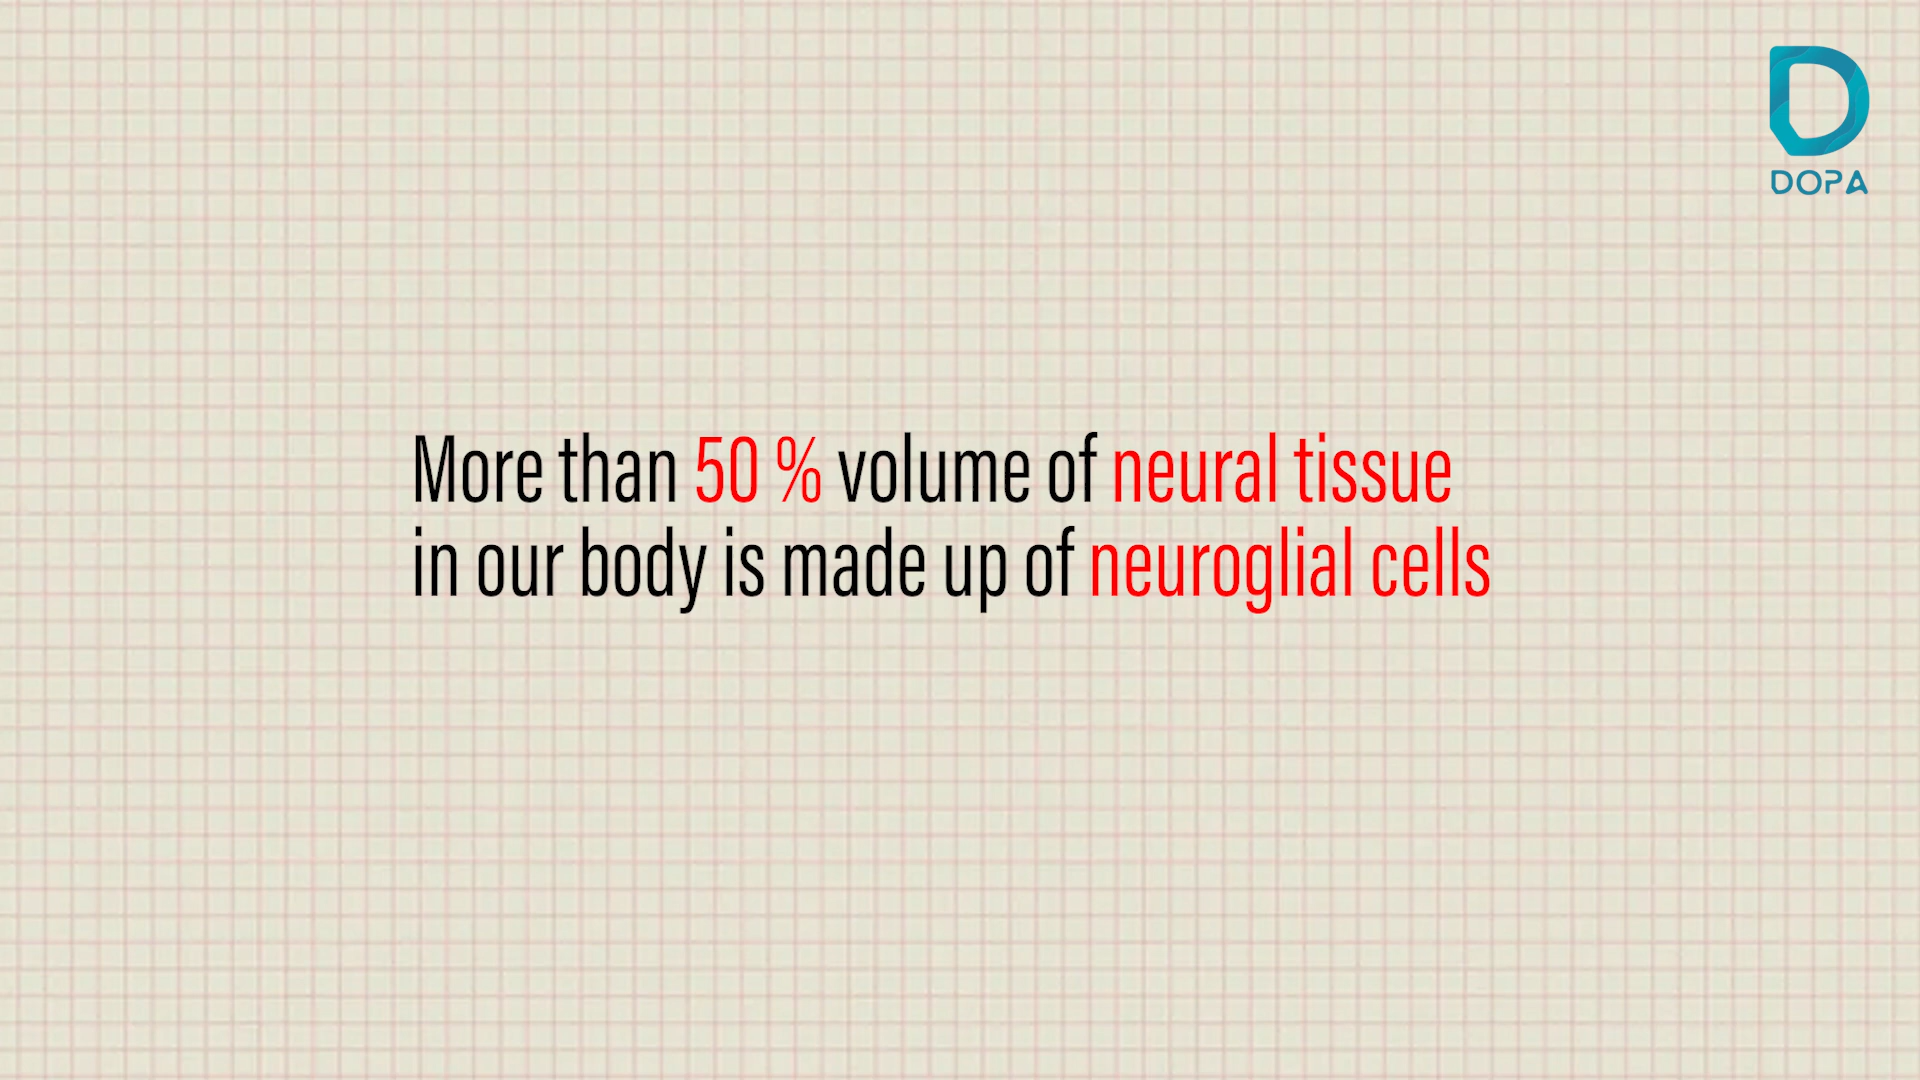 DOPA
More than 50 % volume of neural tissue
in our body is made up of neuroglial cells